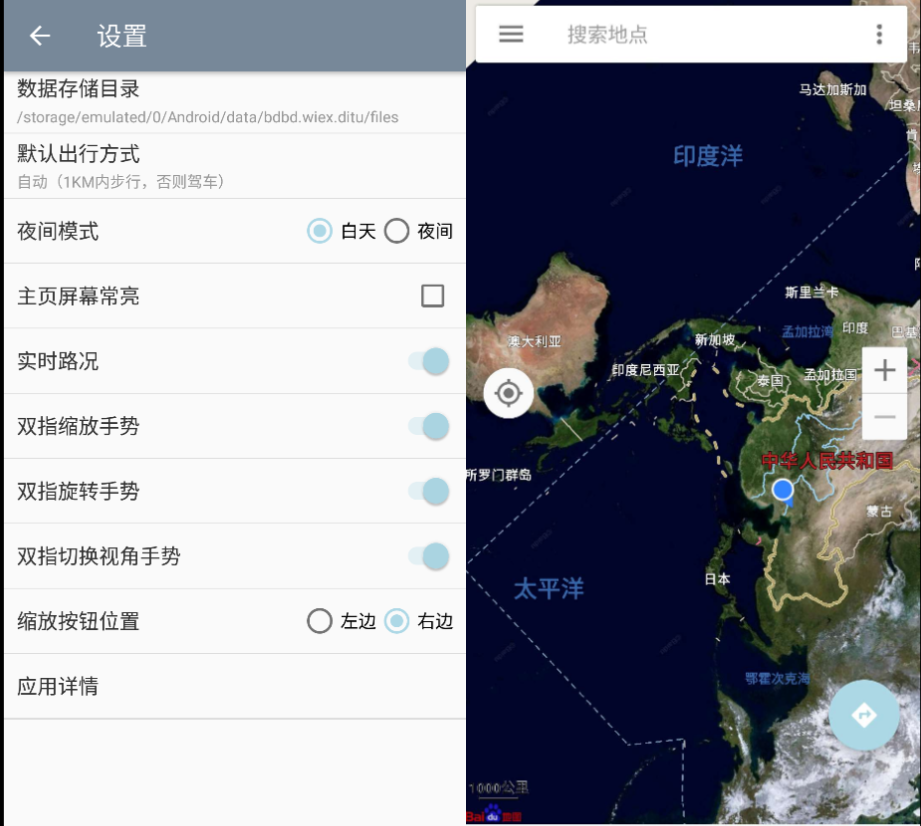 设置
数据存储目录
/storage/emulated/0/Android/data/bdbd.wiex.ditu/files
默认出行方式
自动（1KM内步行，否则驾车）
夜间模式
白天
夜间
主页屏幕常亮
实时路况
双指缩放手势
双指旋转手势
双指切换视角手势
缩放按钮位置
左边
右边
应用详情
搜索地点
马达加斯加
坦桑
肯
印度洋
斯里兰卡
孟加拉湾
印度
巴基
澳大利亚
新加坡
印度尼西亚
泰国
孟加拉国
中华人民共和国
所罗门群岛
蒙古
日本
太平洋
鄂霍次克海
1000公里
Bai du 地图